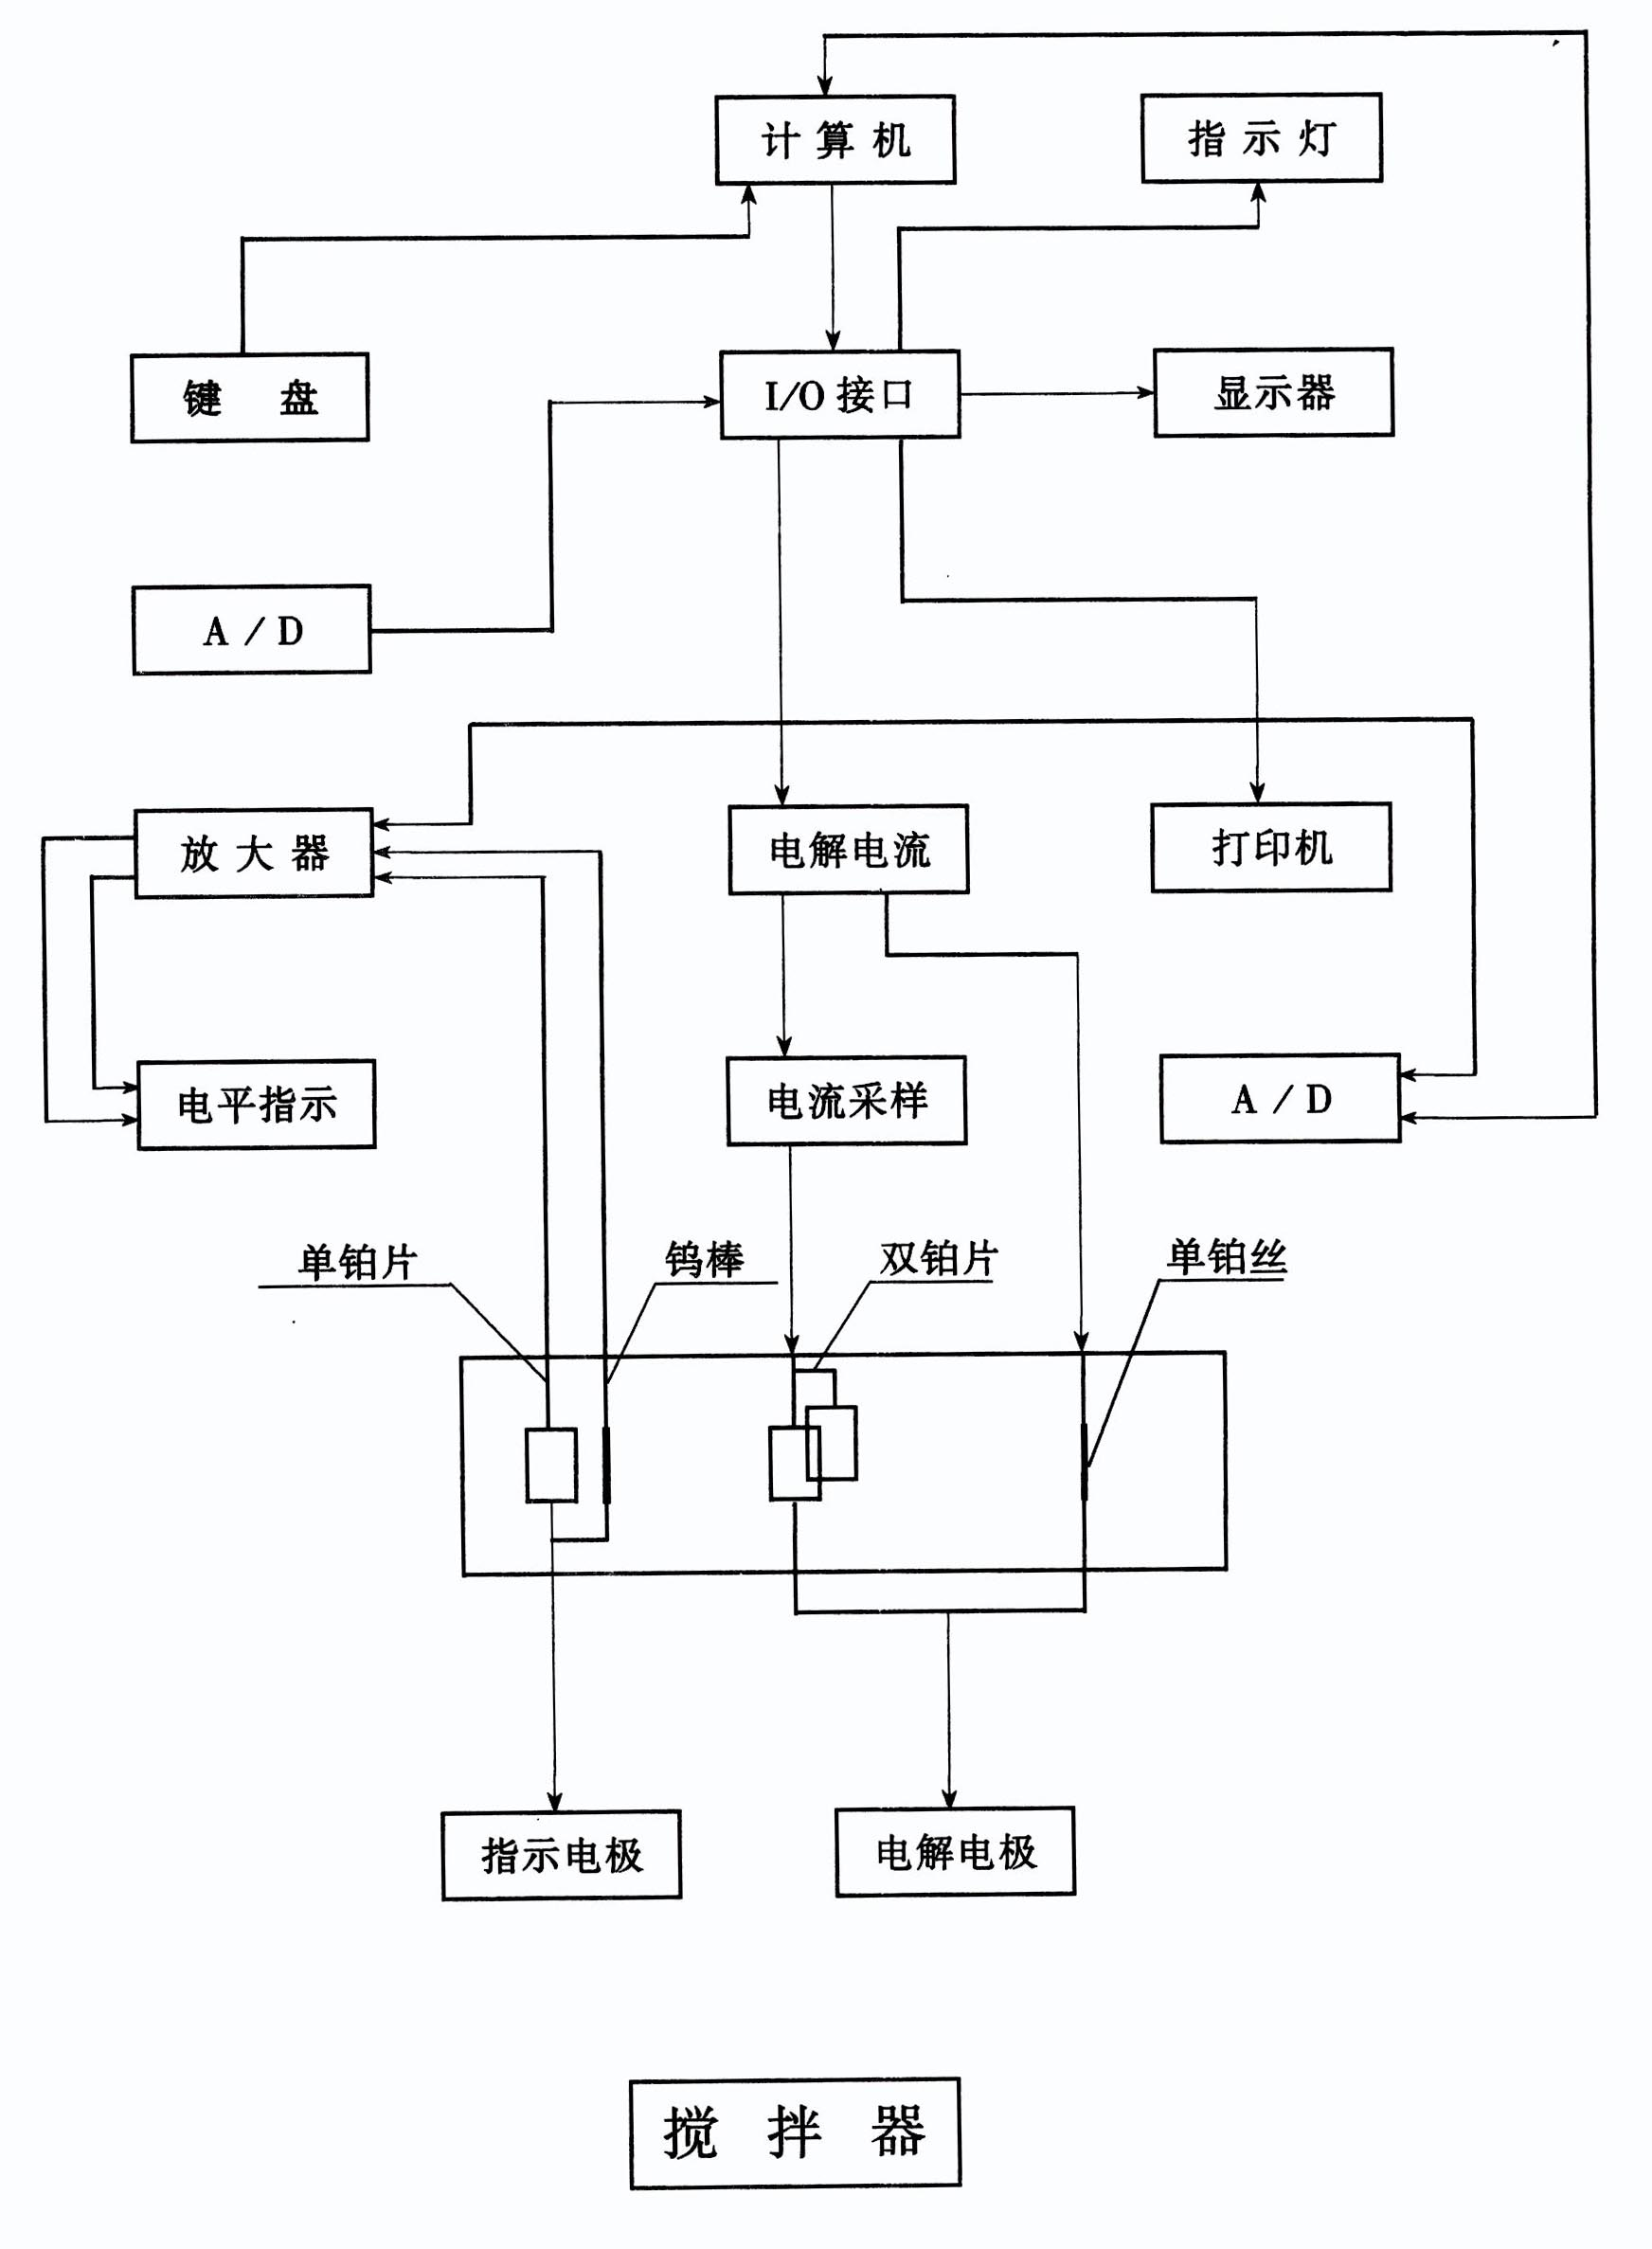 计算机
指示灯
键 盘
I/O接口
显示器
A/D
放大器
电解电流
打印机
电平指示
电流采样
A/D
单铂片
钨棒
双铂片
单铂丝
指示电极
电解电极
搅拌器